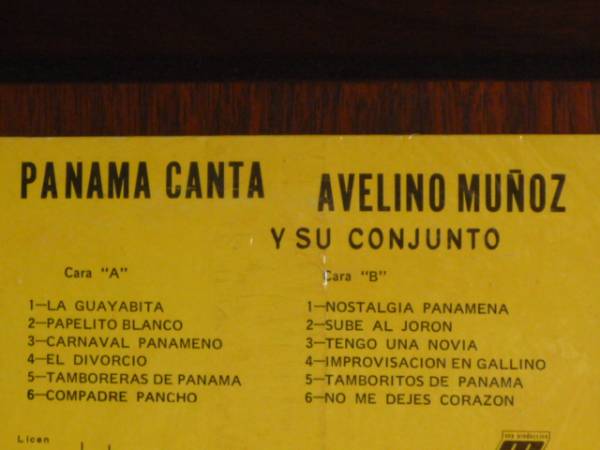 PANAMA CANTA
AVELINO MUÑOZ
Y SU CONJUNTO
Cara "A"
1—LA GUAYABITA
2—PAPELITO BLANCO
3—CARNAVAL PANAMENO
4—EL DIVORCIO
5—TAMBORERAS DE PANAMA
6—COMPADRE PANCHO
Cara "B"
1—NOSTALGIA PANAMENA
2—SUBE AL JORON
3—TENGO UNA NOVIA
4—IMPROVISACION EN GALLINO
5—TAMBORITOS DE PANAMA
6—NO ME DEJES CORAZON
Licen
una produccion